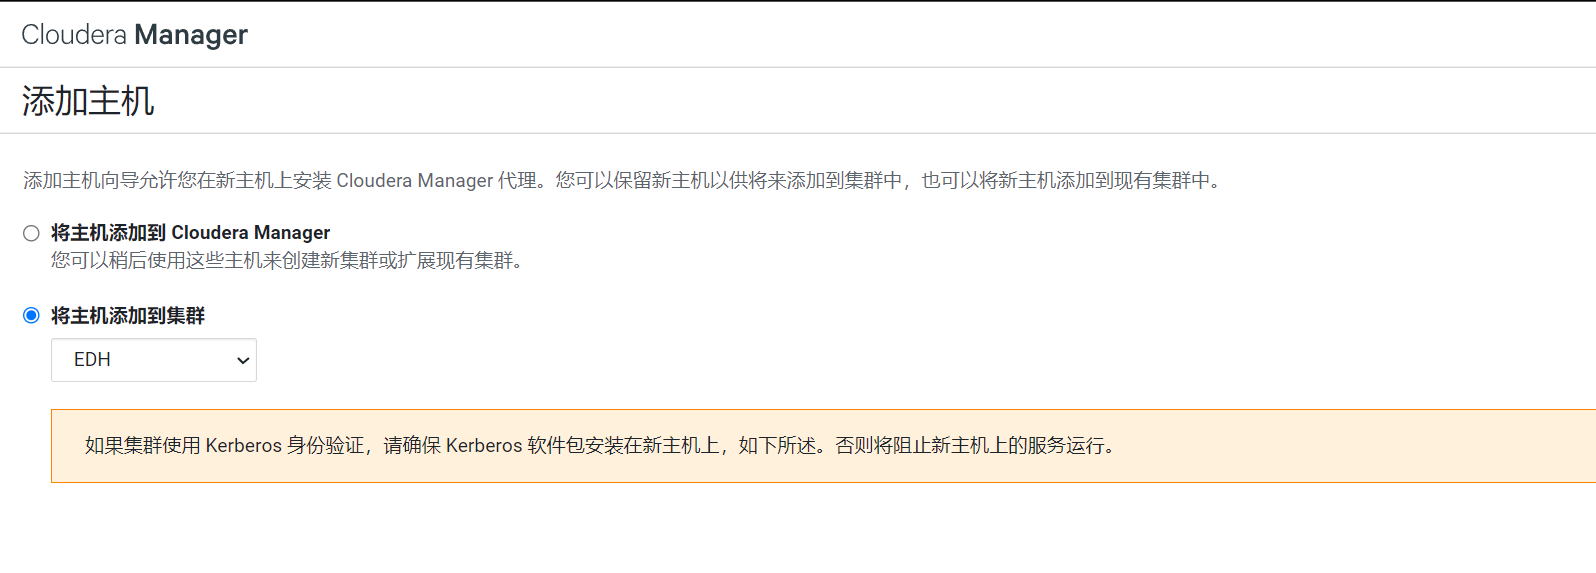 Cloudera Manager
添加主机
添加主机向导允许您在新主机上安装 Cloudera Manager 代理。您可以保留新主机以供将来添加到集群中，也可以将新主机添加到现有集群中。
将主机添加到 Cloudera Manager
您可以稍后使用这些主机来创建新集群或扩展现有集群。
将主机添加到集群
EDH
如果集群使用 Kerberos 身份验证，请确保 Kerberos 软件包安装在新主机上，如下所述。否则将阻止新主机上的服务运行。